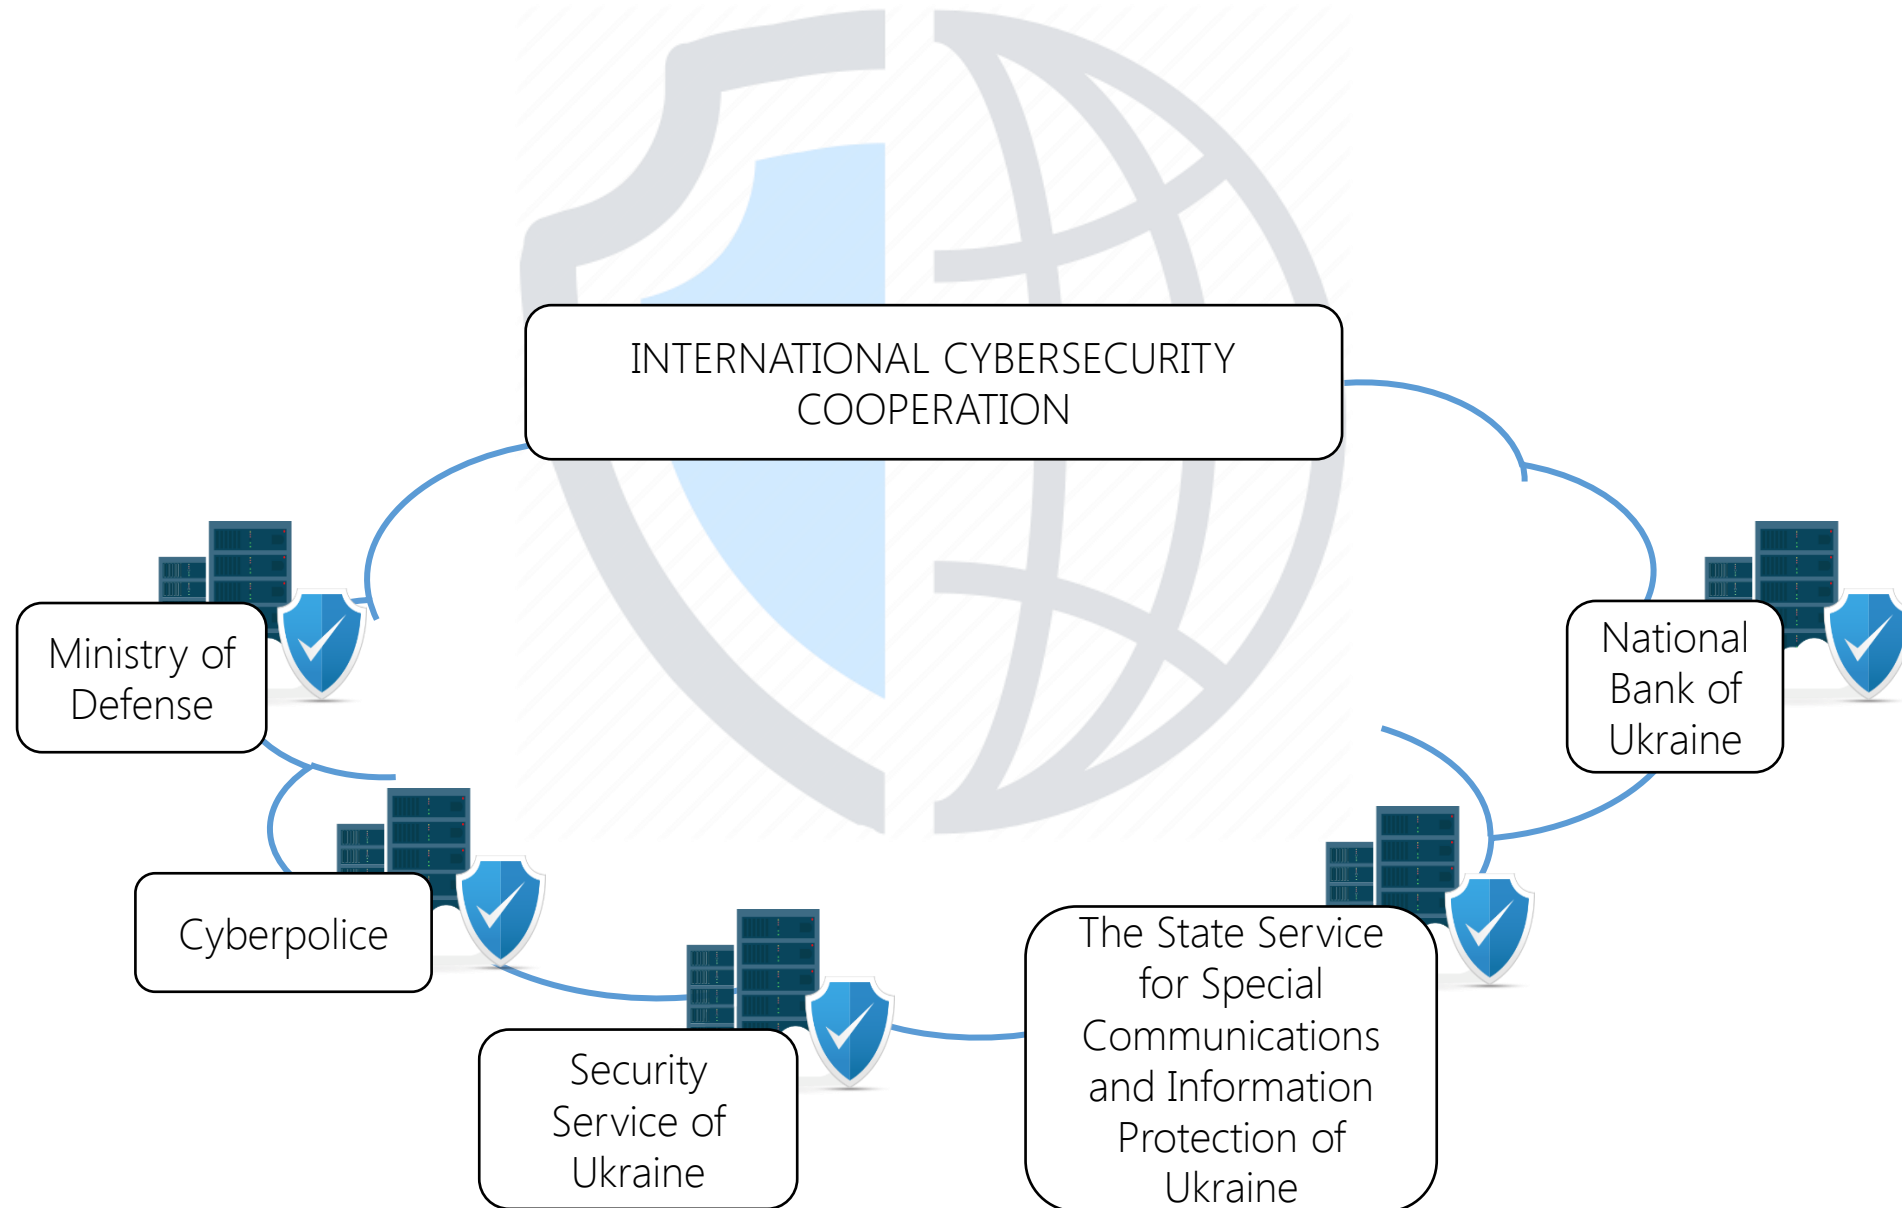 INTERNATIONAL CYBERSECURITY
COOPERATION
Ministry of
Defense
National
Bank of
Ukraine
Cyberpolice
Security
Service of
Ukraine
The State Service
for Special
Communications
and Information
Protection of
Ukraine